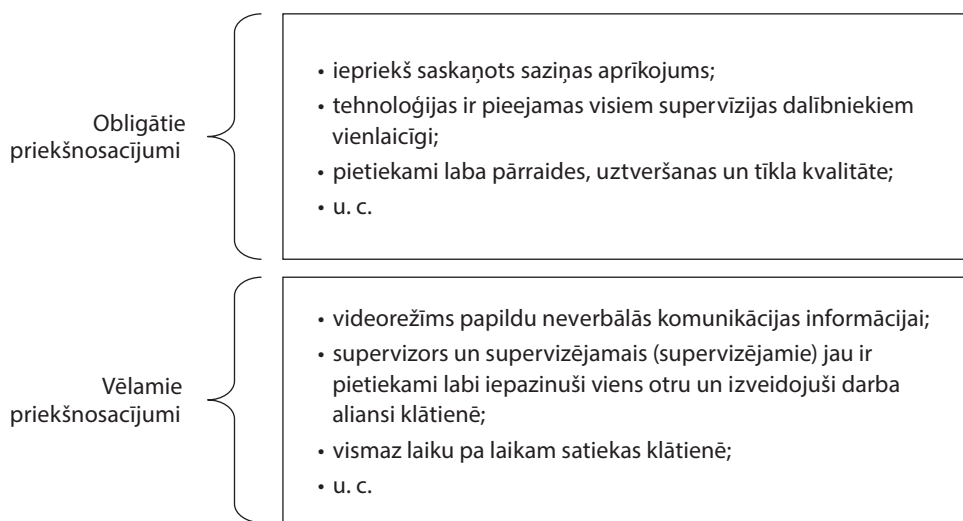 Obligātie
priekšnosacījumi
• iepriekš saskaņots saziņas aprīkojums;
• tehnoloģijas ir pieejamas visiem supervīzijas dalībniekiem
vienlaicīgi;
• pietiekami laba pārraides, uztveršanas un tīkla kvalitāte;
• u. c.
Vēlamie
priekšnosacījumi
• videorežīms papildu neverbālās komunikācijas informācijai;
• supervizors un supervizējamais (supervizējamie) jau ir
pietiekami labi iepazinuši viens otru un izveidojuši darba
aliansi klātienē;
• vismaz laiku pa laikam satiekas klātienē;
• u. c.